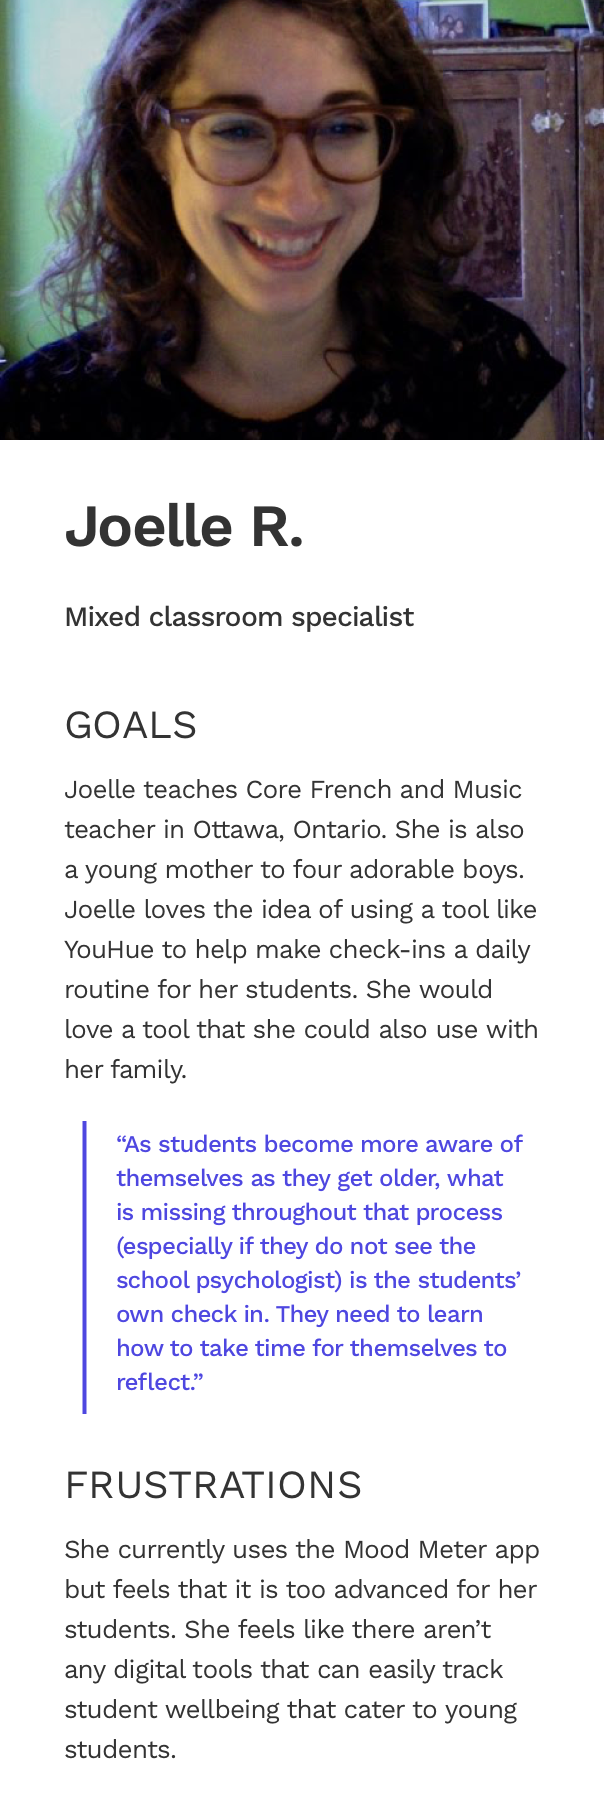 Joelle R.
Mixed classroom specialist
GOALS
Joelle teaches Core French and Music
teacher in Ottawa, Ontario. She is also
a young mother to four adorable boys.
Joelle loves the idea of using a tool like
YouHue to help make check-ins a daily
routine for her students. She would
love a tool that she could also use with
her family.
“As students become more aware of
themselves as they get older, what
is missing throughout that process
(especially if they do not see the
school psychologist) is the students’
own check in. They need to learn
how to take time for themselves to
reflect.”
FRUSTRATIONS
She currently uses the Mood Meter app
but feels that it is too advanced for her
students. She feels like there aren’t
any digital tools that can easily track
student wellbeing that cater to young
students.